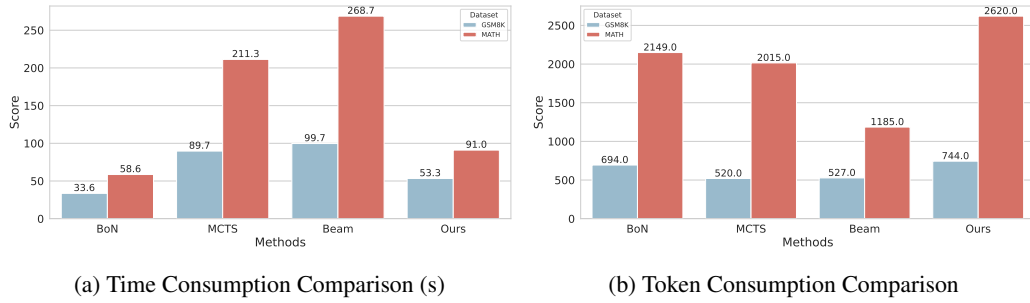 Dataset
GSM8K
MATH
Score
250
200
150
100
50
0
33.6
58.6
89.7
211.3
99.7
268.7
53.3
91.0
BoN
MCTS
Beam
Ours
Methods
(a) Time Consumption Comparison (s)
Dataset
GSM8K
MATH
Score
2500
2000
1500
1000
500
0
694.0
2149.0
520.0
2015.0
527.0
1185.0
744.0
2620.0
BoN
MCTS
Beam
Ours
Methods
(b) Token Consumption Comparison